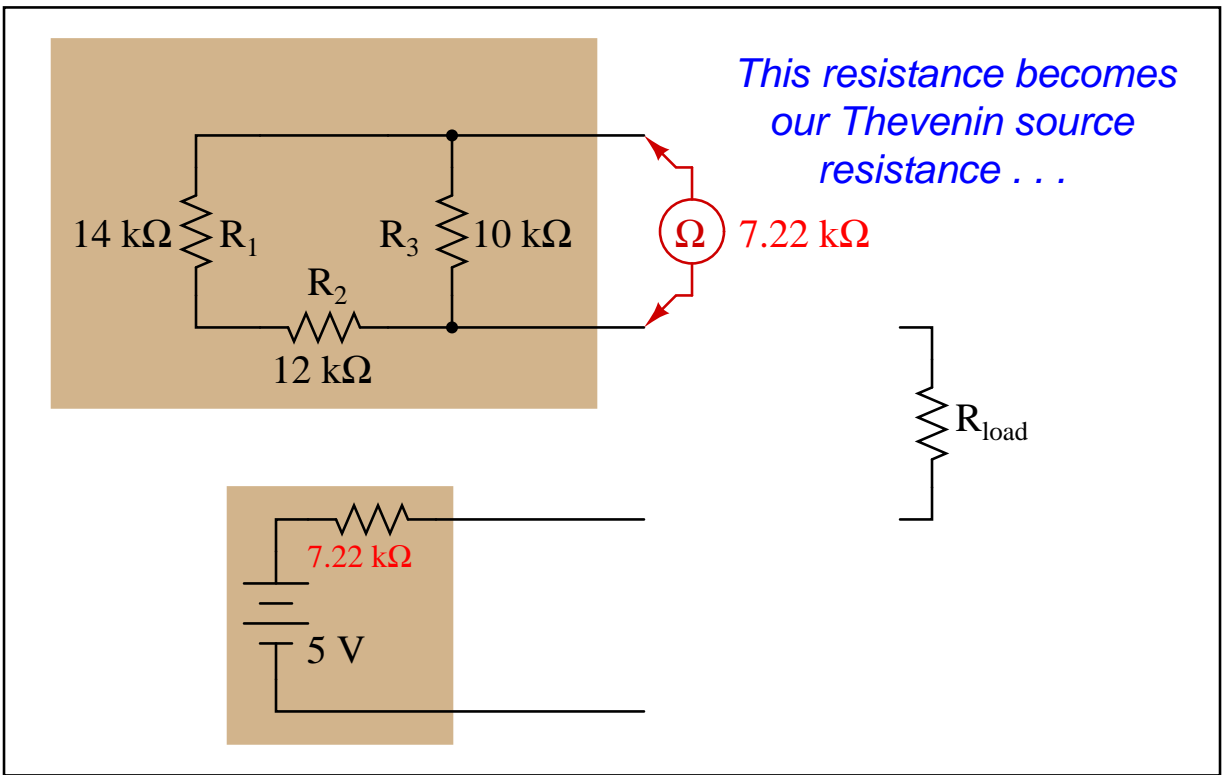 This resistance becomes
our Thevenin source
resistance . . .
14 kΩ R1 R3 10 kΩ Ω 7.22 kΩ
R2
12 kΩ
Rload
7.22 kΩ
5 V